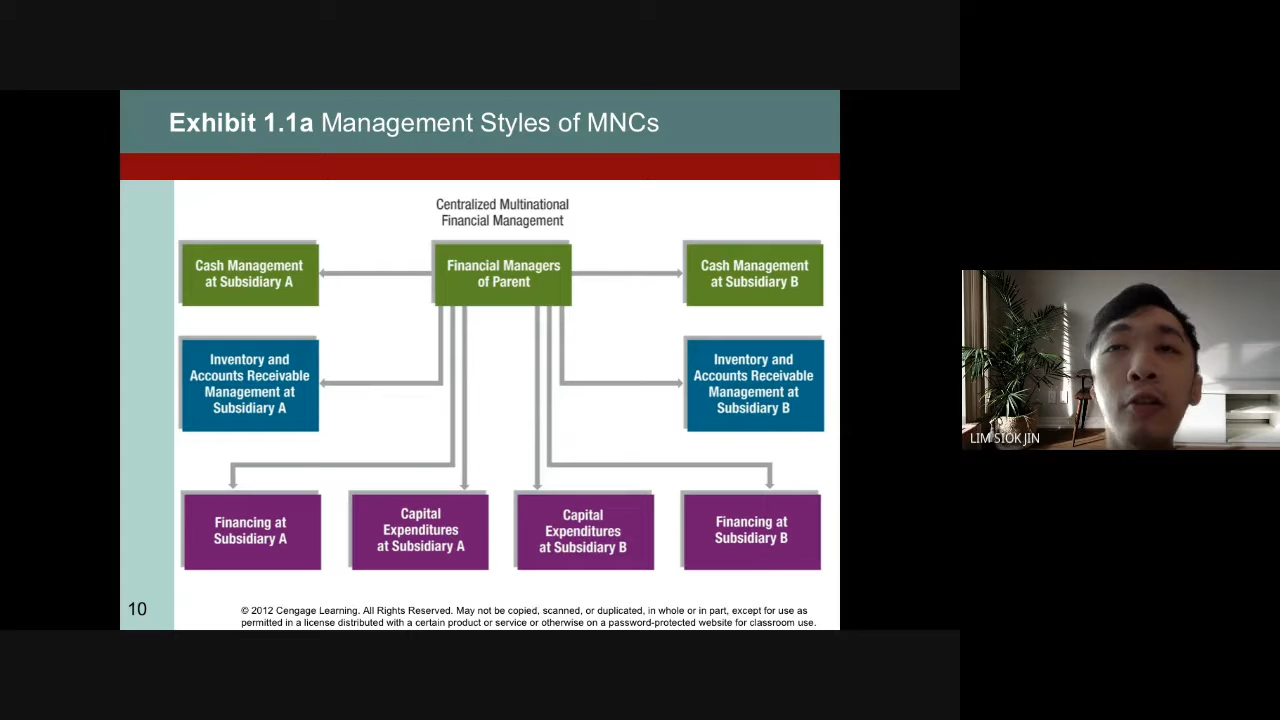 Exhibit 1.1a Management Styles of MNCs
Centralized Multinational
Financial Management
Cash Management
at Subsidiary A
Financial Managers
of Parent
Cash Management
at Subsidiary B
Inventory and
Accounts Receivable
Management at
Subsidiary A
Inventory and
Accounts Receivable
Management at
Subsidiary B
Financing at
Subsidiary A
Capital
Expenditures
at Subsidiary A
Capital
Expenditures
at Subsidiary B
Financing at
Subsidiary B
10
© 2012 Cengage Learning. All Rights Reserved. May not be copied, scanned, or duplicated, in whole or in part, except for use as
permitted in a license distributed with a certain product or service or otherwise on a password-protected website for classroom use.
LIM SIOK JIN